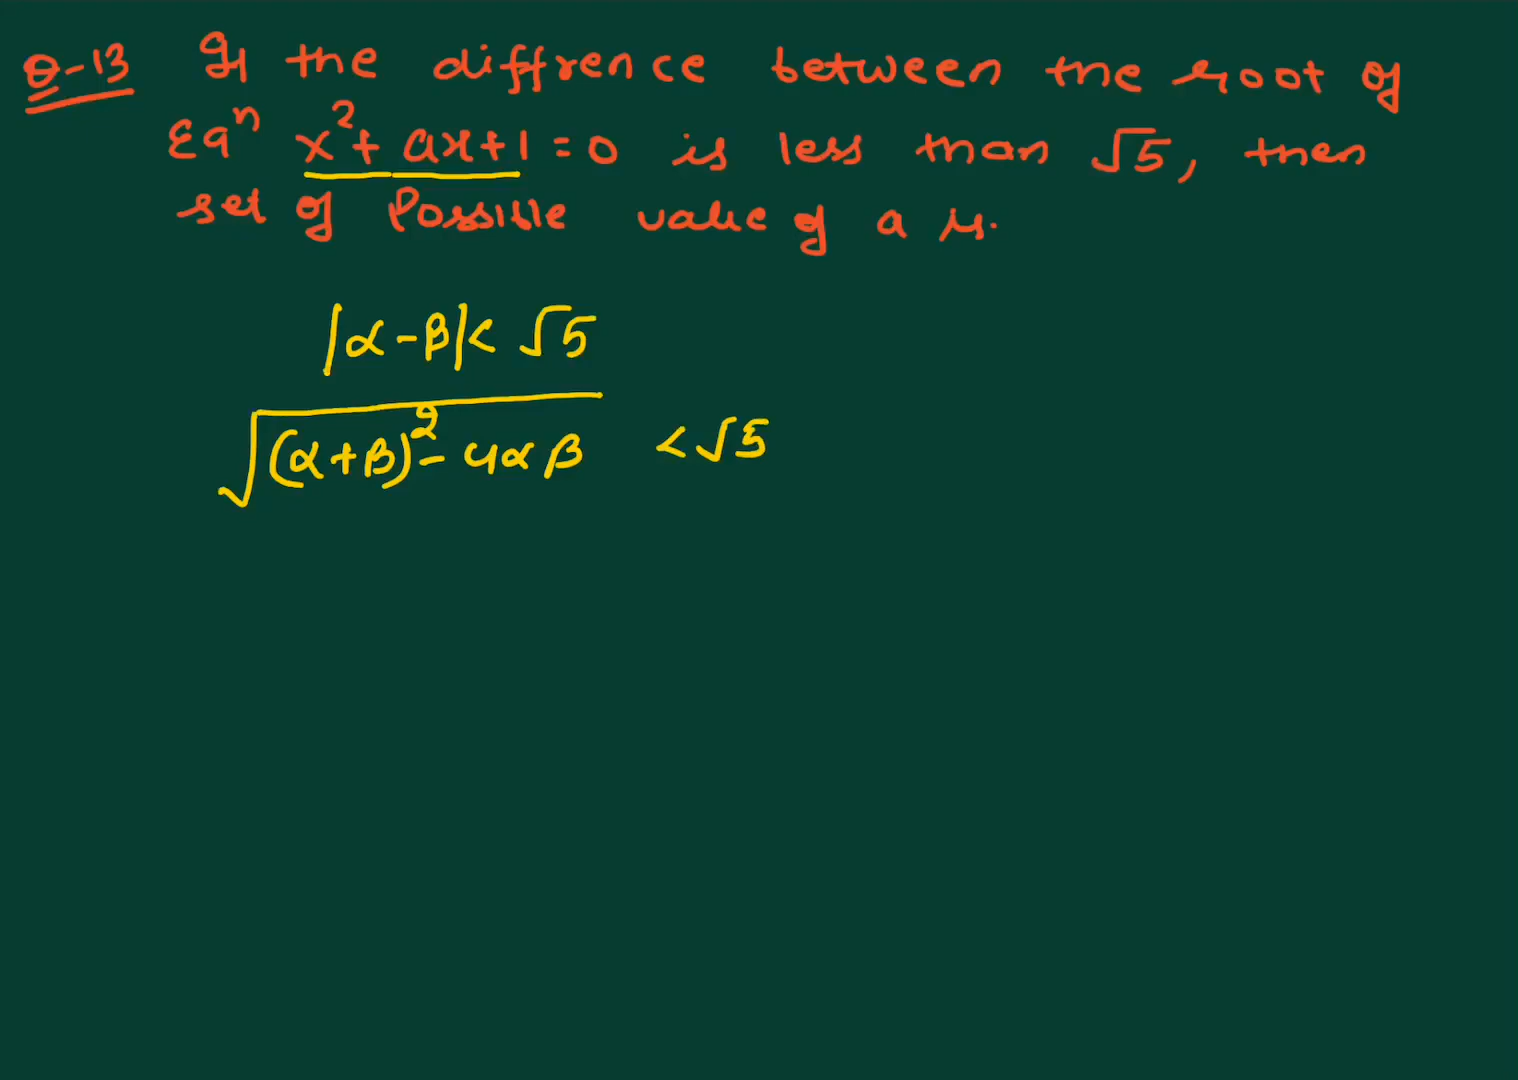 Q-13 If the diffrence between the root of
Eqⁿ x²+ ax+1 = 0 is less than √5, then
set of Possible value of a is.
|α-β|< √5
√(α+β)²- 4αβ < √5